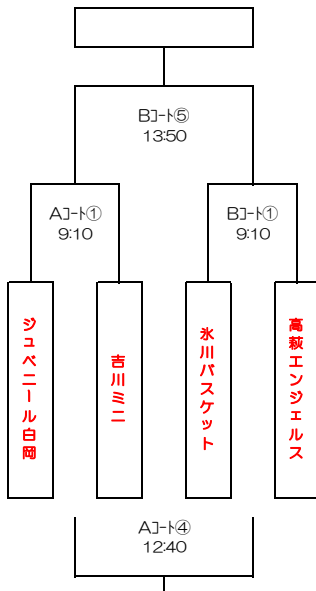 Bコート⑤
13:50
Aコート①
9:10
Bコート①
9:10
ジュベニール白岡
吉川ミニ
氷川バスケット
高萩エンジェルス
Aコート④
12:40